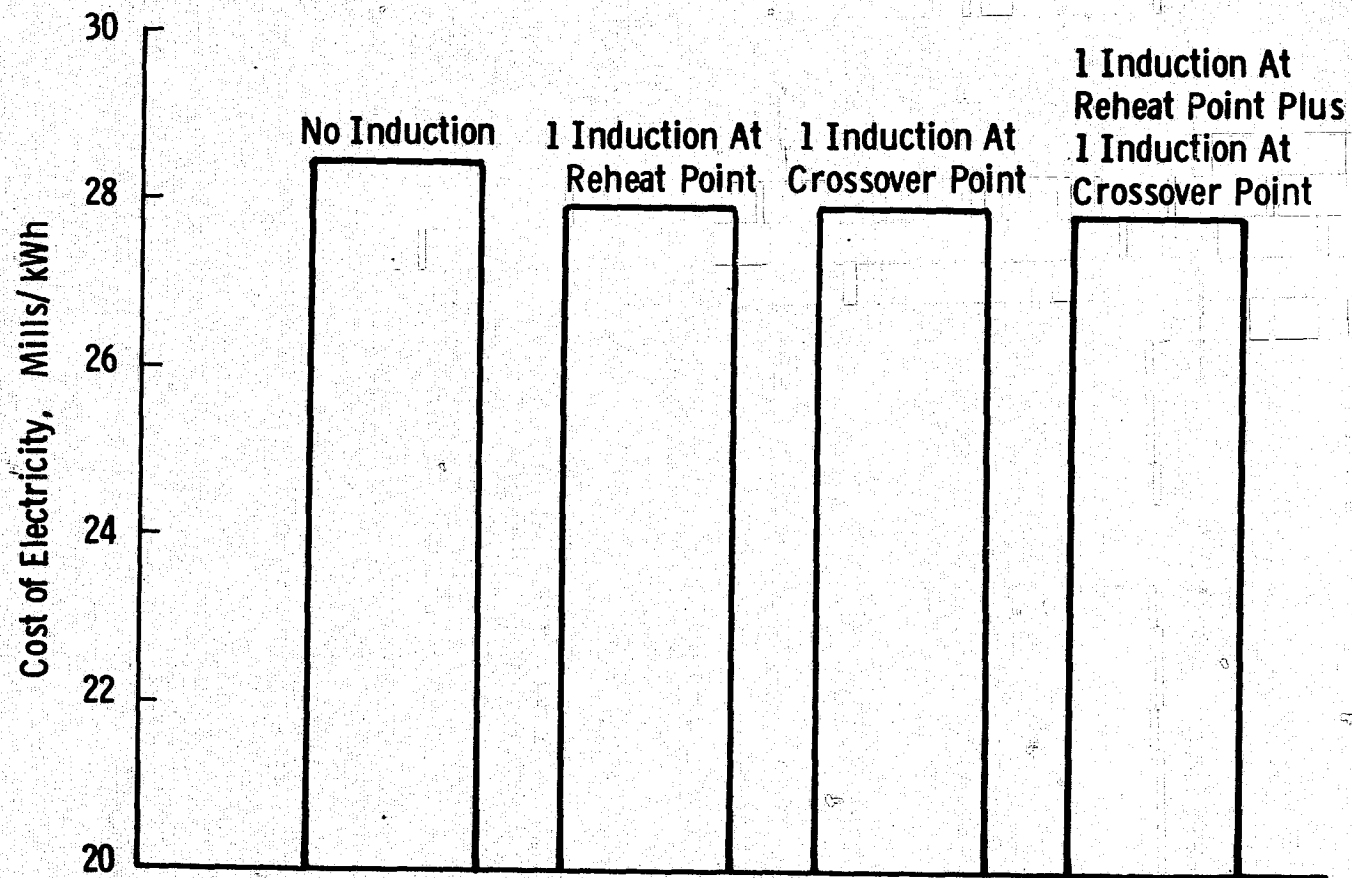 30
28
26
24
22
20
Cost of Electricity, Mills/kWh
No Induction
1 Induction At
Reheat Point
1 Induction At
Crossover Point
1 Induction At
Reheat Point Plus
1 Induction At
Crossover Point